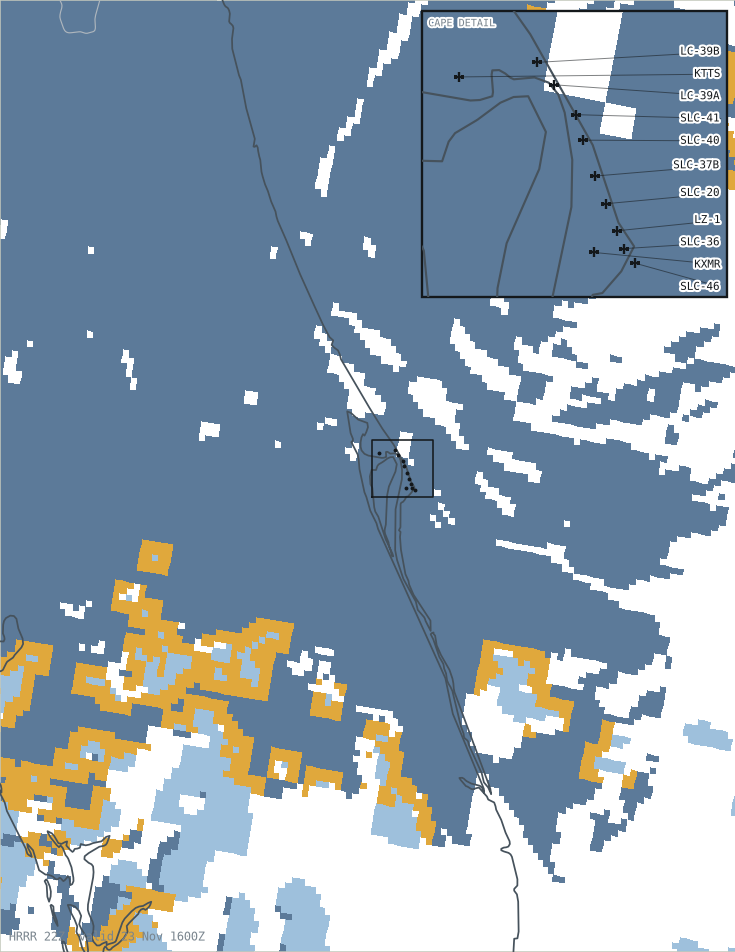 CAPE DETAIL
LC-39B
KTTS
LC-39A
SLC-41
SLC-40
SLC-37B
SLC-20
LZ-1
SLC-36
KXMR
SLC-46
HRRR 23 Nov 1600Z